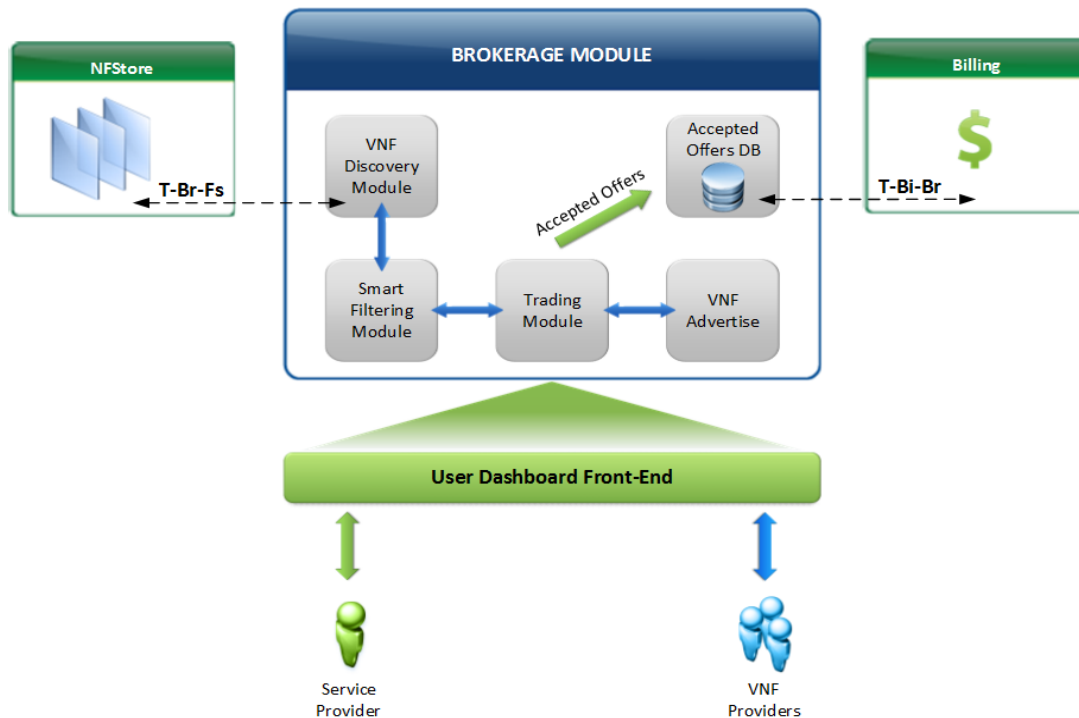 BROKERAGE MODULE
NFStore
Billing
VNF
Discovery
Module
Accepted
Offers DB
T-Br-Fs
T-Bi-Br
Accepted Offers
Smart
Filtering
Module
Trading
Module
VNF
Advertise
User Dashboard Front-End
Service
Provider
VNF
Providers
$